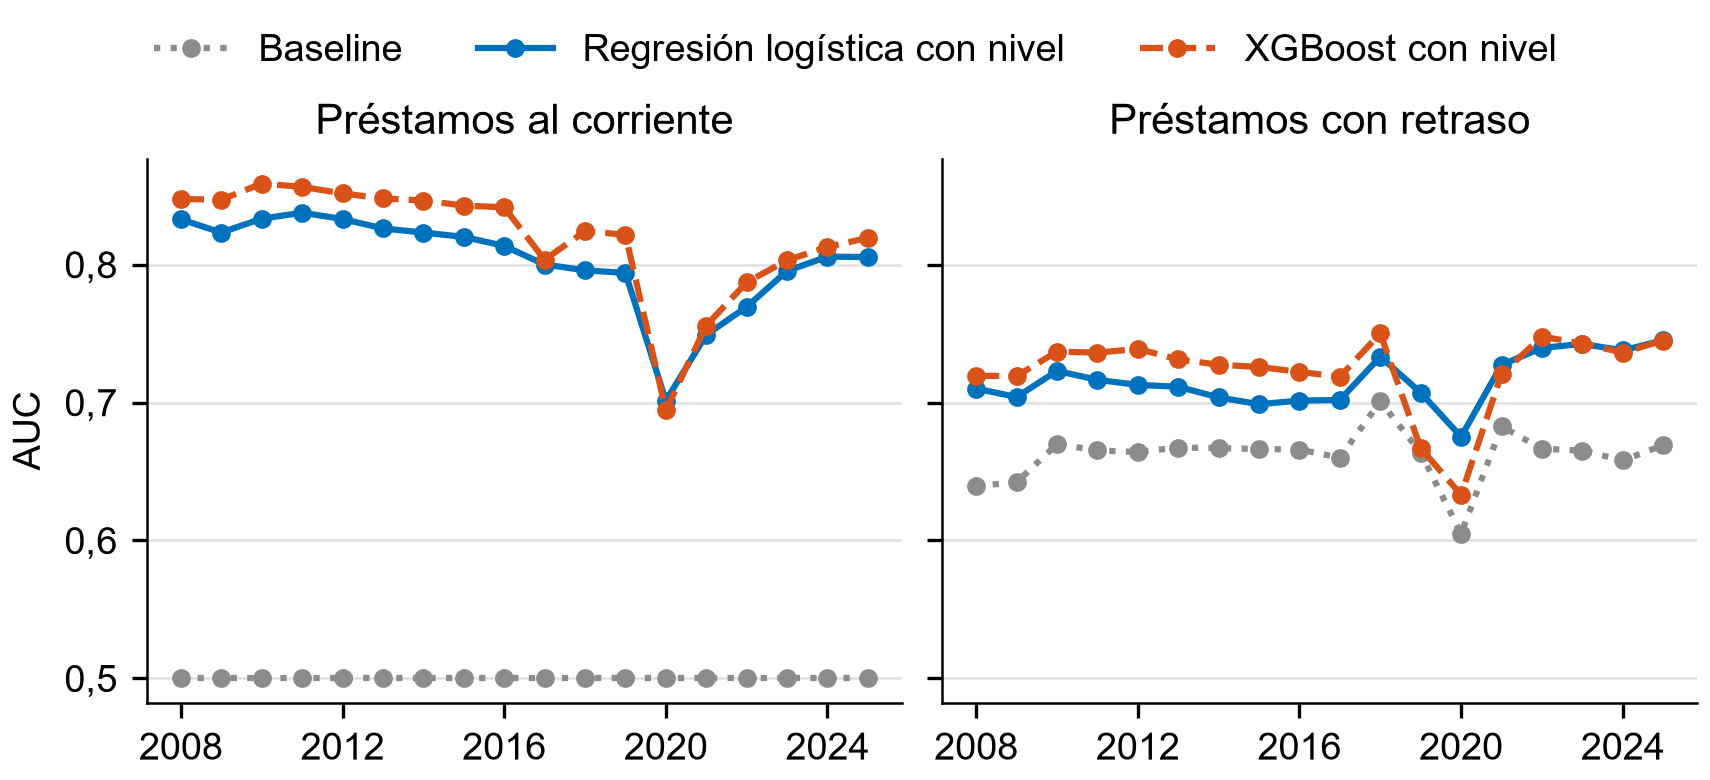 Baseline Regresión logística con nivel XGBoost con nivel
Préstamos al corriente Préstamos con retraso
AUC
0,8
0,7
0,6
0,5
2008 2012 2016 2020 2024 2008 2012 2016 2020 2024